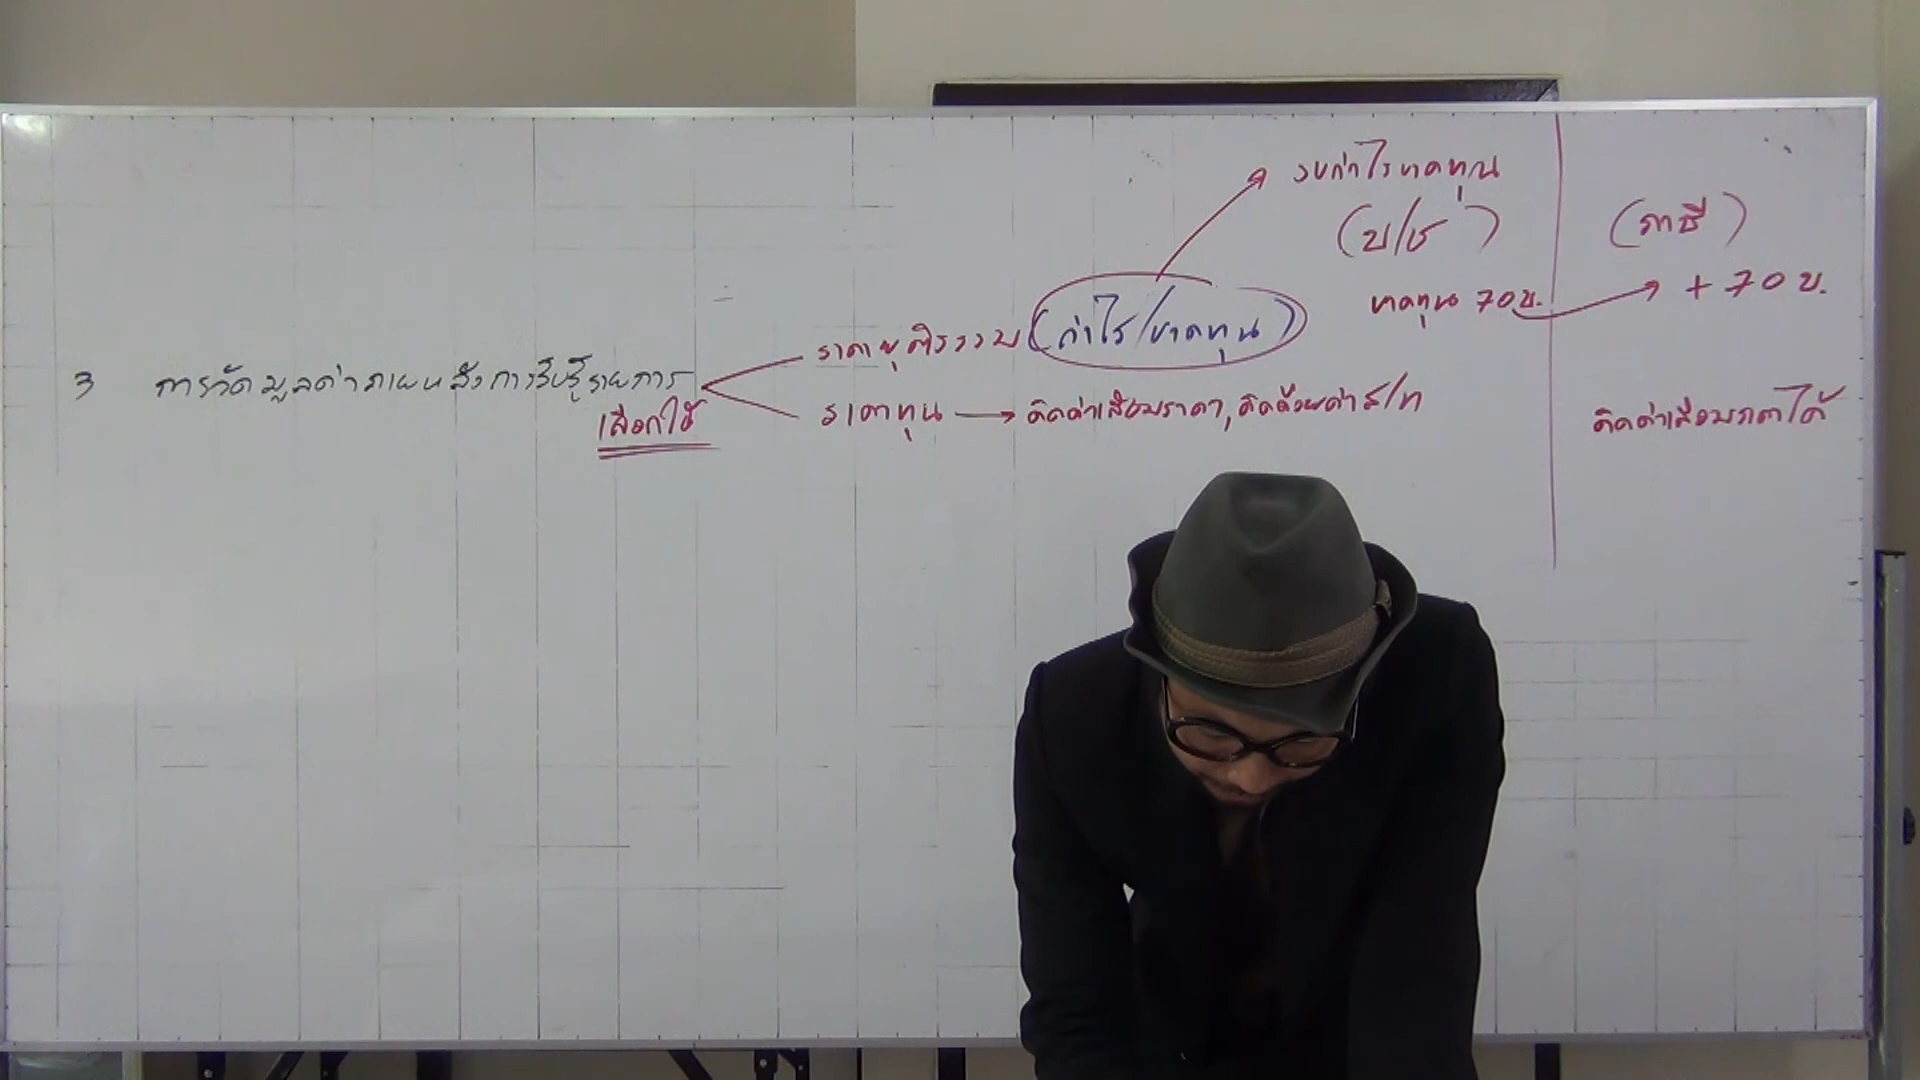 งบกำไรขาดทุน
(บ/ช) (ภาษี)
ขาดทุน 70 บ. + 70 บ.
ราคายุติธรรม (กำไร/ขาดทุน)
3 การวัดมูลค่าภายหลังการรับรู้รายการ
เลือกใช้
ราคาทุน → คิดค่าเสื่อมราคา, คิดด้อยค่า ส/ท คิดค่าเสื่อมราคาได้